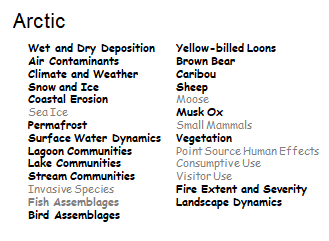 Arctic
Wet and Dry Deposition
Air Contaminants
Climate and Weather
Snow and Ice
Coastal Erosion
Sea Ice
Permafrost
Surface Water Dynamics
Lagoon Communities
Lake Communities
Stream Communities
Invasive Species
Fish Assemblages
Bird Assemblages
Yellow-billed Loons
Brown Bear
Caribou
Sheep
Moose
Musk Ox
Small Mammals
Vegetation
Point Source Human Effects
Consumptive Use
Visitor Use
Fire Extent and Severity
Landscape Dynamics